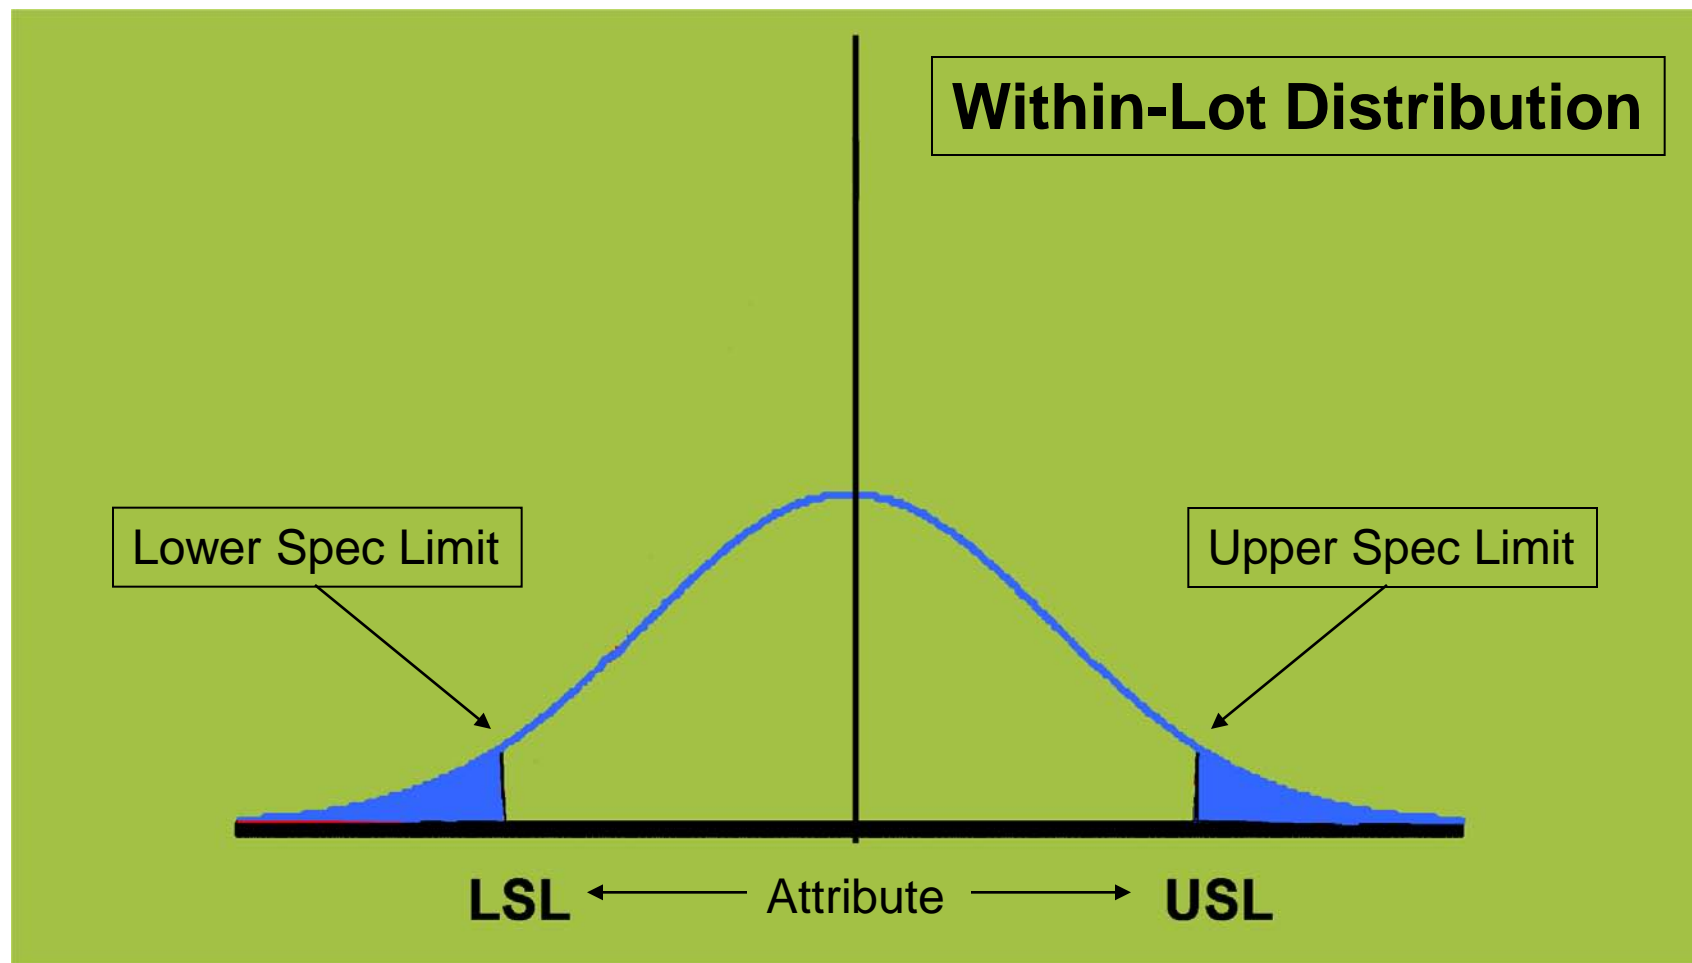 Within-Lot Distribution
Lower Spec Limit
Upper Spec Limit
LSL
Attribute
USL